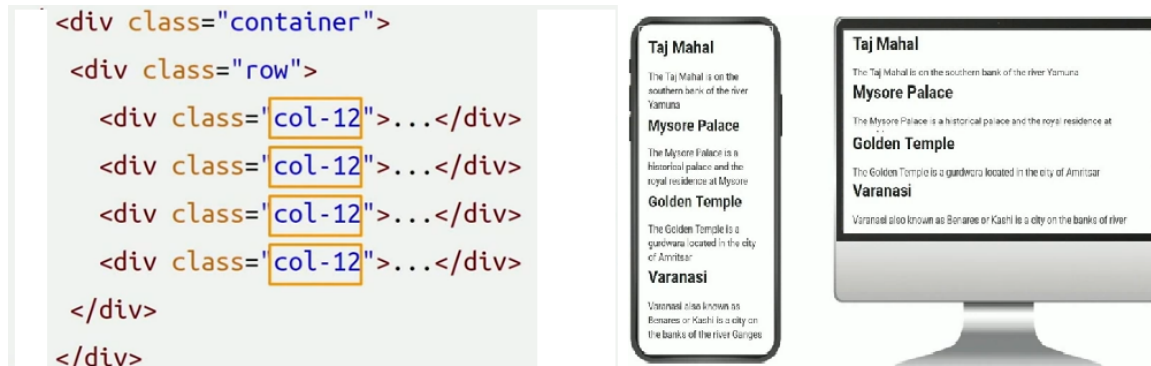 <div class="container">
<div class="row">
<div class="col-12">...</div>
<div class="col-12">...</div>
<div class="col-12">...</div>
<div class="col-12">...</div>
</div>
</div>
Taj Mahal
The Taj Mahal is on the
southern bank of the river
Yamuna
Mysore Palace
The Mysore Palace is a
historical palace and the
royal residence at Mysore
Golden Temple
The Golden Temple is a
gurdwara located in the city
of Amritsar
Varanasi
Varanasi also known as
Benares or Kashi is a city on
the banks of the river Ganges
Taj Mahal
The Taj Mahal is on the southern bank of the river Yamuna
Mysore Palace
The Mysore Palace is a historical palace and the royal residence at
Golden Temple
The Golden Temple is a gurdwara located in the city of Amritsar
Varanasi
Varanasi also known as Benares or Kashi is a city on the banks of river